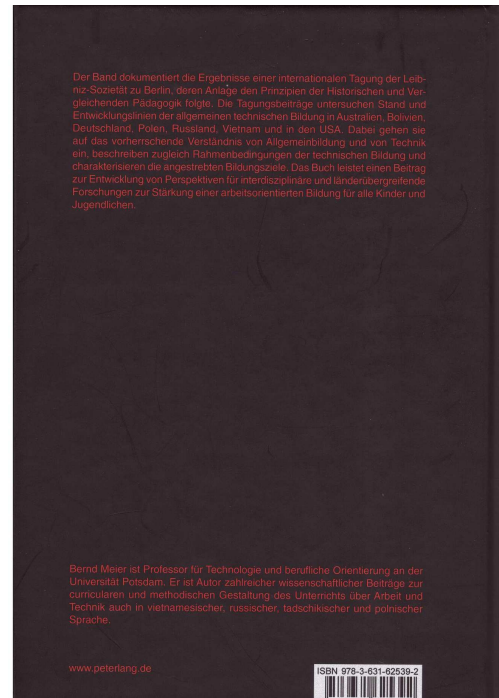 Der Band dokumentiert die Ergebnisse einer internationalen Tagung der Leib-
niz-Sozietät zu Berlin, deren Anlage den Prinzipien der Historischen und Ver-
gleichenden Pädagogik folgte. Die Tagungsbeiträge untersuchen Stand und
Entwicklungslinien der allgemeinen technischen Bildung in Australien, Bolivien,
Deutschland, Polen, Russland, Vietnam und in den USA. Dabei gehen sie
auf das vorherrschende Verständnis von Allgemeinbildung und von Technik
ein, beschreiben zugleich Rahmenbedingungen der technischen Bildung und
charakterisieren die angestrebten Bildungsziele. Das Buch leistet einen Beitrag
zur Entwicklung von Perspektiven für interdisziplinäre und länderübergreifende
Forschungen zur Stärkung einer arbeitsorientierten Bildung für alle Kinder und
Jugendlichen.
Bernd Meier ist Professor für Technologie und berufliche Orientierung an der
Universität Potsdam. Er ist Autor zahlreicher wissenschaftlicher Beiträge zur
curricularen und methodischen Gestaltung des Unterrichts über Arbeit und
Technik auch in vietnamesischer, russischer, tadschikischer und polnischer
Sprache.
www.peterlang.de
ISBN 978-3-631-62539-2